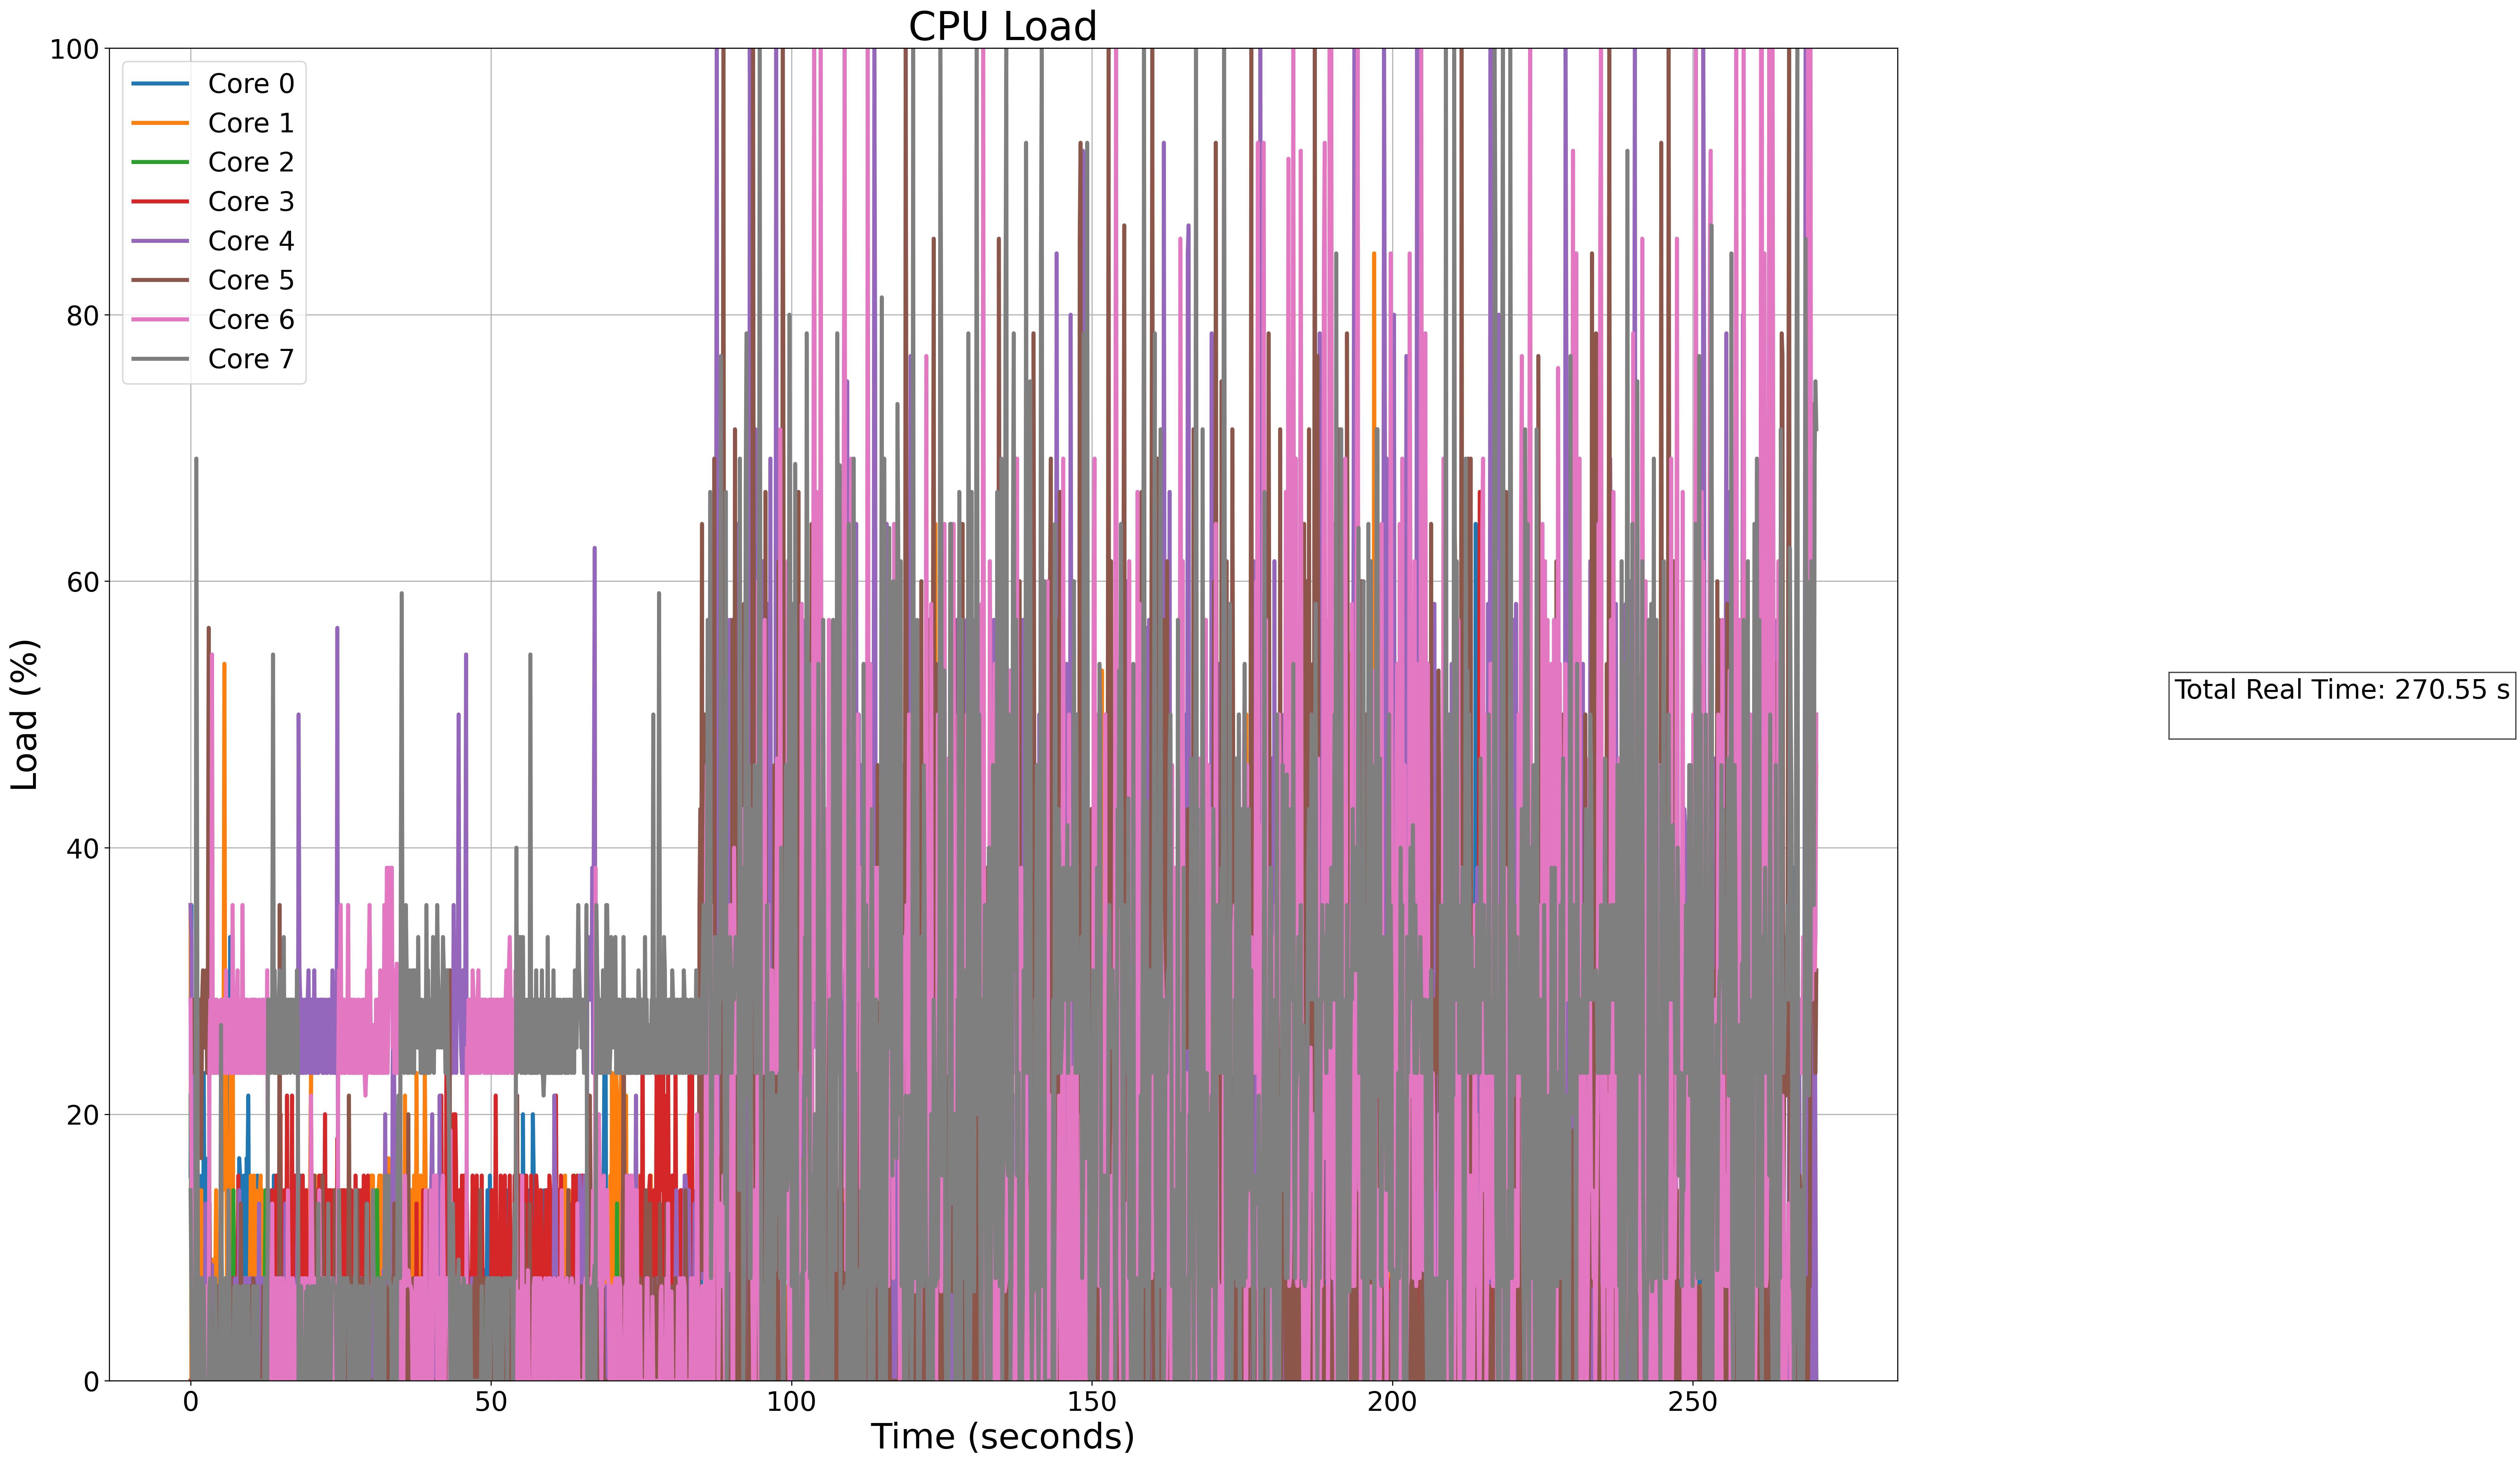 CPU Load
100
80
60
40
20
0
Load (%)
Core 0
Core 1
Core 2
Core 3
Core 4
Core 5
Core 6
Core 7
Total Real Time: 270.55 s
0 50 100 150 200 250
Time (seconds)